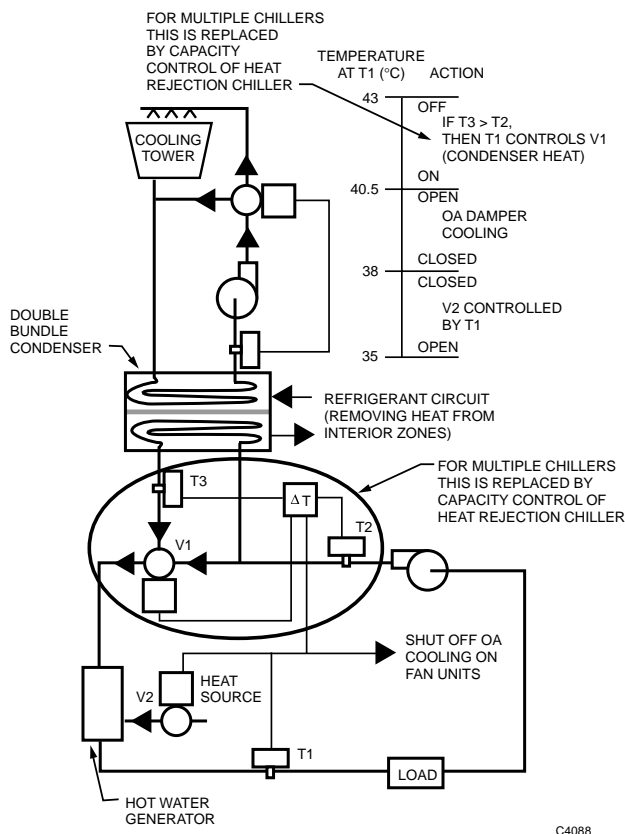 FOR MULTIPLE CHILLERS
THIS IS REPLACED
BY CAPACITY
CONTROL OF HEAT
REJECTION CHILLER
TEMPERATURE
AT T1 (°C)
ACTION
43
OFF
IF T3 > T2,
THEN T1 CONTROLS V1
(CONDENSER HEAT)
ON
40.5
OPEN
OA DAMPER
COOLING
CLOSED
38
CLOSED
V2 CONTROLLED
BY T1
OPEN
35
COOLING
TOWER
DOUBLE
BUNDLE
CONDENSER
REFRIGERANT CIRCUIT
(REMOVING HEAT FROM
INTERIOR ZONES)
FOR MULTIPLE CHILLERS
THIS IS REPLACED BY
CAPACITY CONTROL OF
HEAT REJECTION CHILLER
T3
Δ T
T2
V1
SHUT OFF OA
COOLING ON
FAN UNITS
V2
HEAT
SOURCE
T1
LOAD
HOT WATER
GENERATOR
C4088